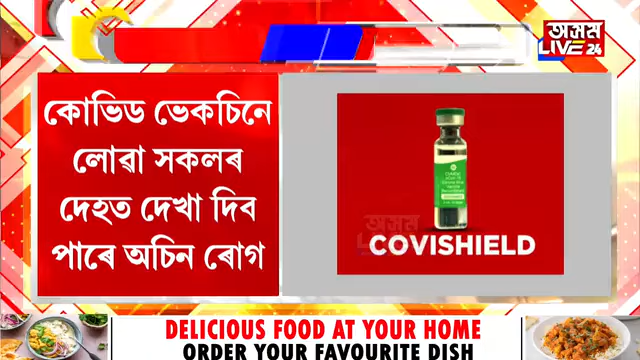 অসম
LIVE 24
কোভিড ভেকচিনে
লোৱা সকলৰ
দেহত দেখা দিব
পাৰে অচিন ৰোগ
COVISHIELD
DELICIOUS FOOD AT YOUR HOME
ORDER YOUR FAVOURITE DISH